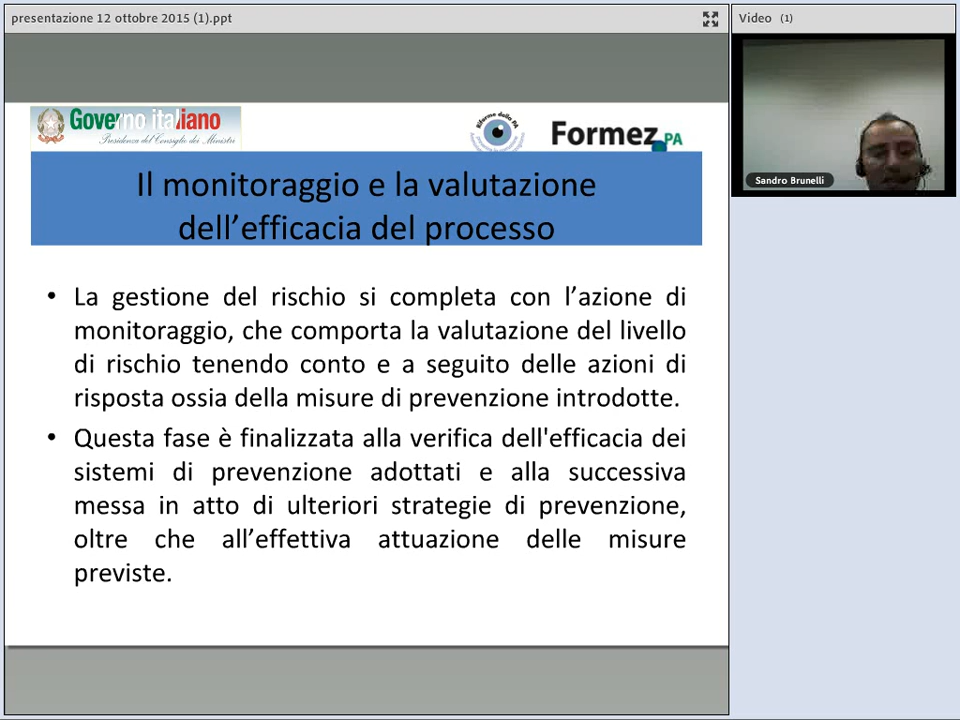 presentazione 12 ottobre 2015 (1).ppt
Video (1)
Governo italiano
Presidenza del Consiglio dei Ministri
Riforme della PA
Formez PA
Sandro Brunelli
Il monitoraggio e la valutazione
dell’efficacia del processo
• La gestione del rischio si completa con l’azione di
monitoraggio, che comporta la valutazione del livello
di rischio tenendo conto e a seguito delle azioni di
risposta ossia della misure di prevenzione introdotte.
• Questa fase è finalizzata alla verifica dell'efficacia dei
sistemi di prevenzione adottati e alla successiva
messa in atto di ulteriori strategie di prevenzione,
oltre che all’effettiva attuazione delle misure
previste.